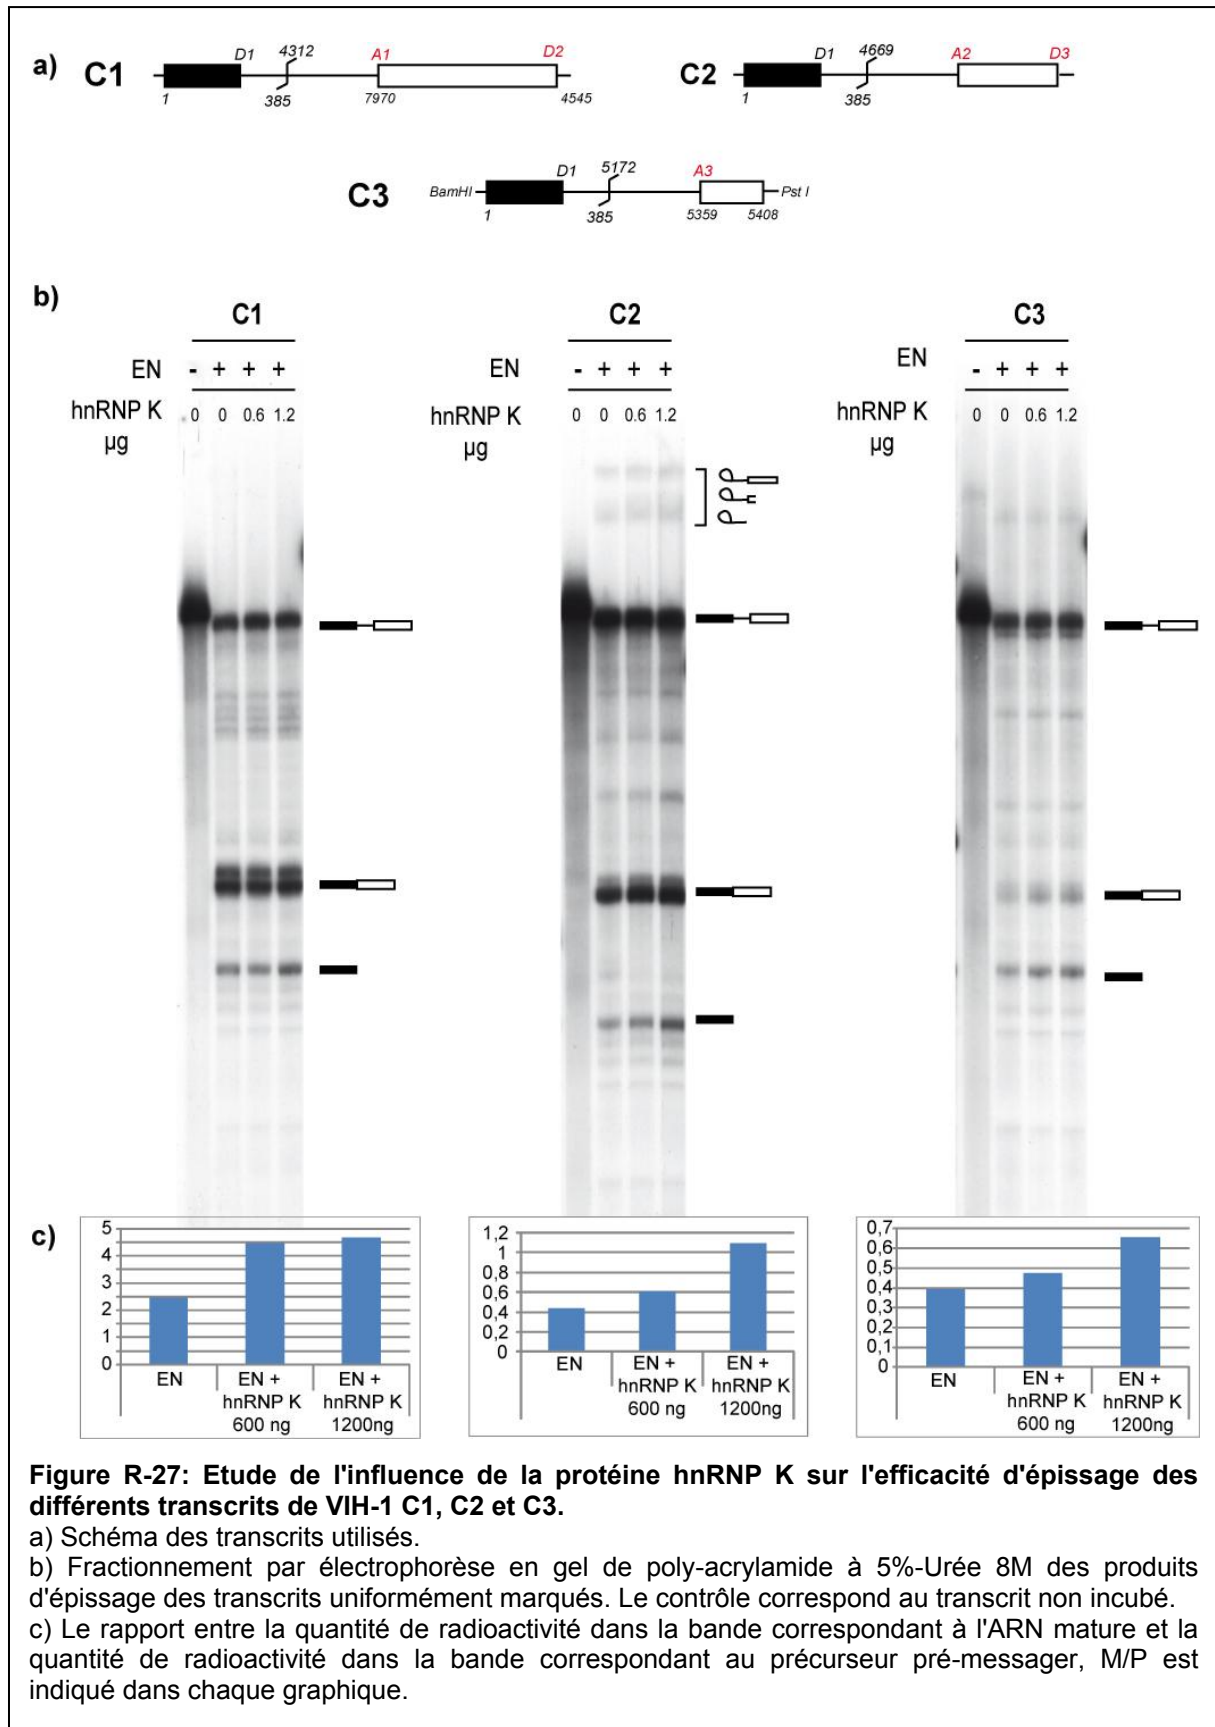 a)
C1
D1 4312 A1 D2
1 385 7970 4545
C2
D1 4669 A2 D3
1 385
C3
D1 5172 A3
BamHI Pst I
1 385 5359 5408
b)
C1
EN - + + +
hnRNP K 0 0 0.6 1.2
µg
C2
EN - + + +
hnRNP K 0 0 0.6 1.2
µg
C3
EN - + + +
hnRNP K 0 0 0.6 1.2
µg
c)
5
4
3
2
1
0
EN EN + EN +
hnRNP K hnRNP K
600 ng 1200ng
1,2
1
0,8
0,6
0,4
0,2
0
EN EN + EN +
hnRNP K hnRNP K
600 ng 1200ng
0,7
0,6
0,5
0,4
0,3
0,2
0,1
0
EN EN + EN +
hnRNP K hnRNP K
600 ng 1200ng
Figure R-27: Etude de l'influence de la protéine hnRNP K sur l'efficacité d'épissage des
différents transcrits de VIH-1 C1, C2 et C3.
a) Schéma des transcrits utilisés.
b) Fractionnement par électrophorèse en gel de poly-acrylamide à 5%-Urée 8M des produits
d'épissage des transcrits uniformément marqués. Le contrôle correspond au transcrit non incubé.
c) Le rapport entre la quantité de radioactivité dans la bande correspondant à l'ARN mature et la
quantité de radioactivité dans la bande correspondant au précurseur pré-messager, M/P est
indiqué dans chaque graphique.